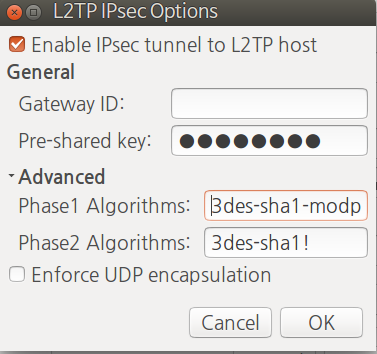 L2TP IPsec Options
Enable IPsec tunnel to L2TP host
General
Gateway ID:
Pre-shared key: ●●●●●●●●
Advanced
Phase1 Algorithms: 3des-sha1-modp
Phase2 Algorithms: 3des-sha1!
Enforce UDP encapsulation
Cancel OK